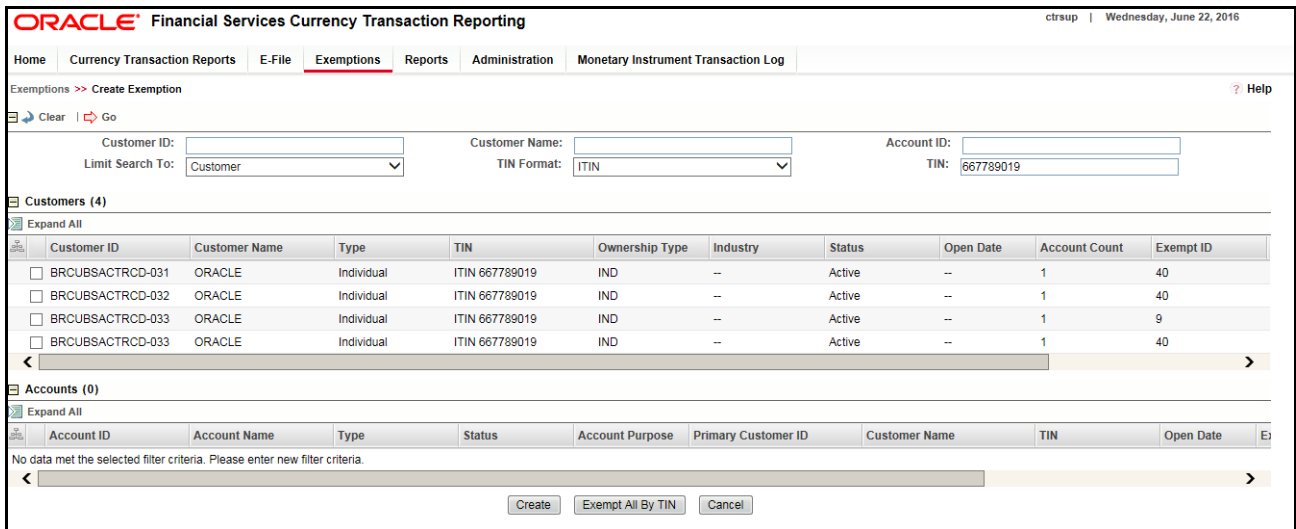 ORACLE® Financial Services Currency Transaction Reporting ctrsup | Wednesday, June 22, 2016
Home Currency Transaction Reports E-File Exemptions Reports Administration Monetary Instrument Transaction Log
Exemptions >> Create Exemption ? Help
Clear | Go
Customer ID: Customer Name: Account ID:
Limit Search To: Customer TIN Format: ITIN TIN: 667789019
Customers (4)
Expand All
Customer ID Customer Name Type TIN Ownership Type Industry Status Open Date Account Count Exempt ID
BRCUBSACTRCD-031 ORACLE Individual ITIN 667789019 IND -- Active -- 1 40
BRCUBSACTRCD-032 ORACLE Individual ITIN 667789019 IND -- Active -- 1 40
BRCUBSACTRCD-033 ORACLE Individual ITIN 667789019 IND -- Active -- 1 9
BRCUBSACTRCD-033 ORACLE Individual ITIN 667789019 IND -- Active -- 1 40
Accounts (0)
Expand All
Account ID Account Name Type Status Account Purpose Primary Customer ID Customer Name TIN Open Date
No data met the selected filter criteria. Please enter new filter criteria.
Create Exempt All By TIN Cancel